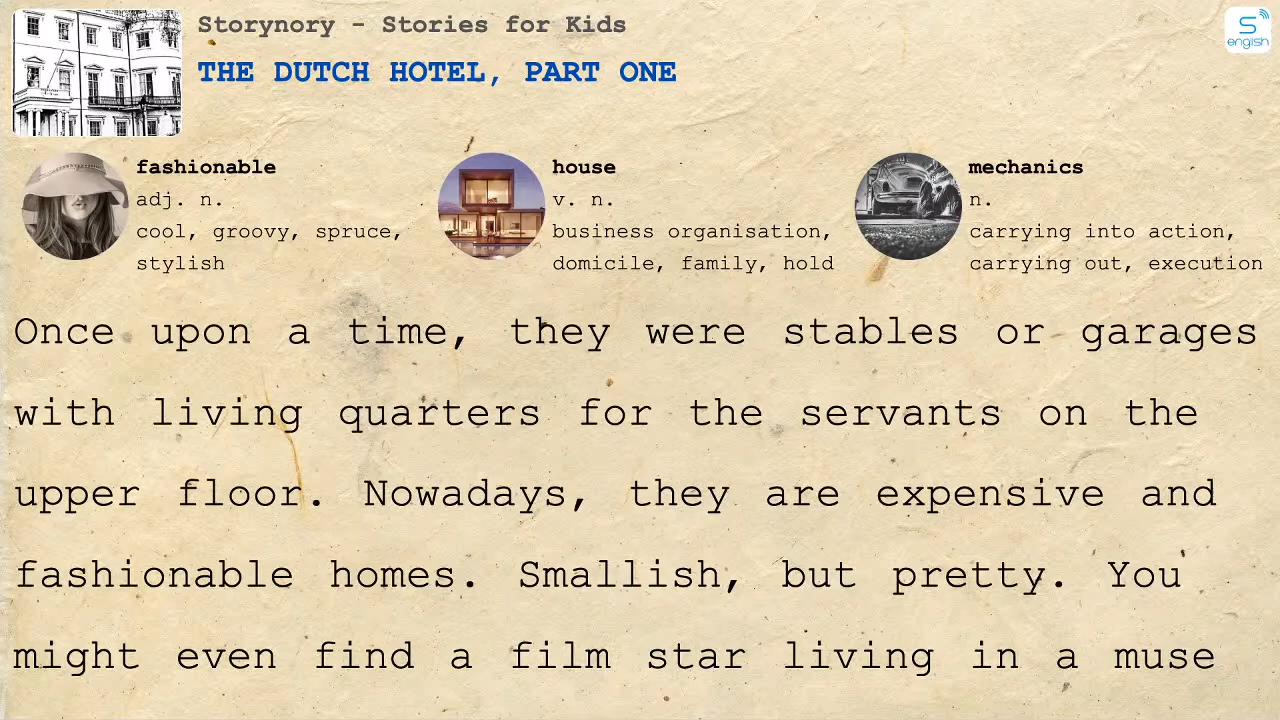 Storynory - Stories for Kids
THE DUTCH HOTEL, PART ONE
S
english
fashionable
adj. n.
cool, groovy, spruce,
stylish
house
v. n.
business organisation,
domicile, family, hold
mechanics
n.
carrying into action,
carrying out, execution
Once upon a time, they were stables or garages
with living quarters for the servants on the
upper floor. Nowadays, they are expensive and
fashionable homes. Smallish, but pretty. You
might even find a film star living in a muse